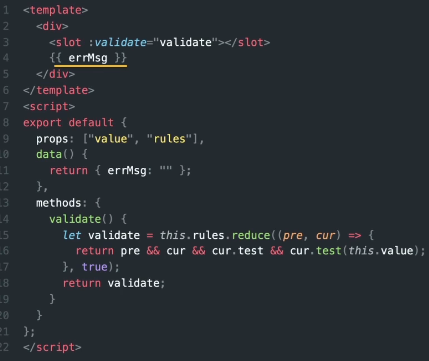 1 <template>
2   <div>
3     <slot :validate="validate"></slot>
4     {{ errMsg }}
5   </div>
6 </template>
7 <script>
8 export default {
9   props: ["value", "rules"],
10   data() {
11     return { errMsg: "" };
12   },
13   methods: {
14     validate() {
15       let validate = this.rules.reduce((pre, cur) => {
16         return pre && cur && cur.test && cur.test(this.value);
17       }, true);
18       return validate;
19     }
20   }
21 };
22 </script>